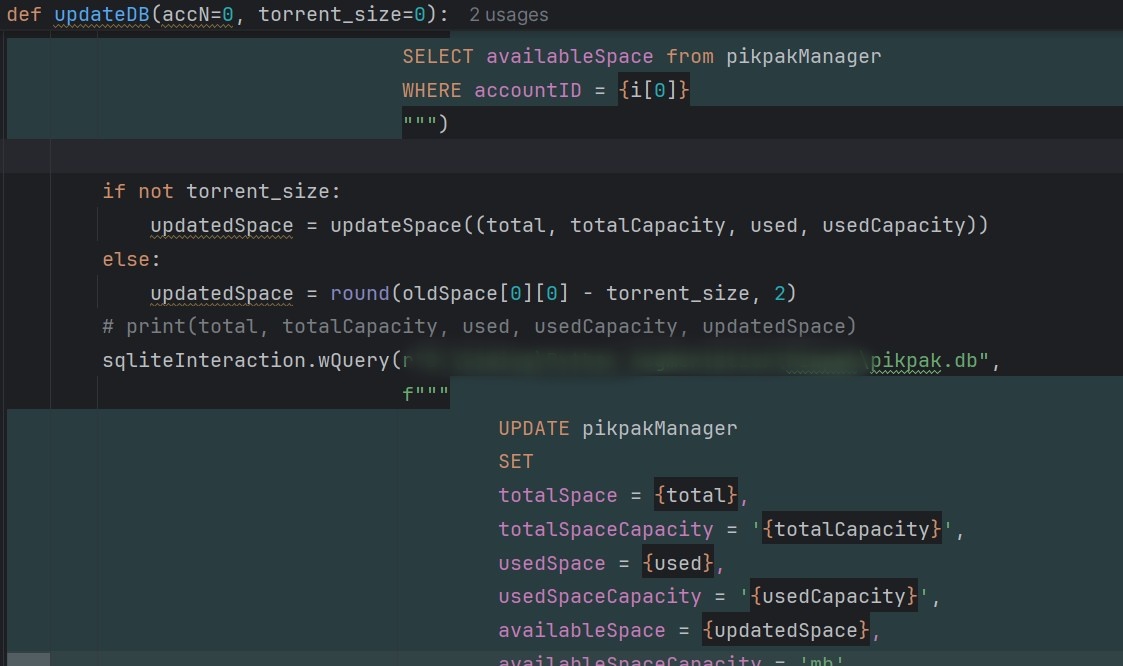 def updateDB(accN=0, torrent_size=0): 2 usages
SELECT availableSpace from pikpakManager
WHERE accountID = {i[0]}
""")
if not torrent_size:
updatedSpace = updateSpace((total, totalCapacity, used, usedCapacity))
else:
updatedSpace = round(oldSpace[0][0] - torrent_size, 2)
# print(total, totalCapacity, used, usedCapacity, updatedSpace)
sqliteInteraction.wQuery(r \pikpak.db",
f"""
UPDATE pikpakManager
SET
totalSpace = {total},
totalSpaceCapacity = '{totalCapacity}',
usedSpace = {used},
usedSpaceCapacity = '{usedCapacity}',
availableSpace = {updatedSpace},
availableSpaceCapacity = 'mb'